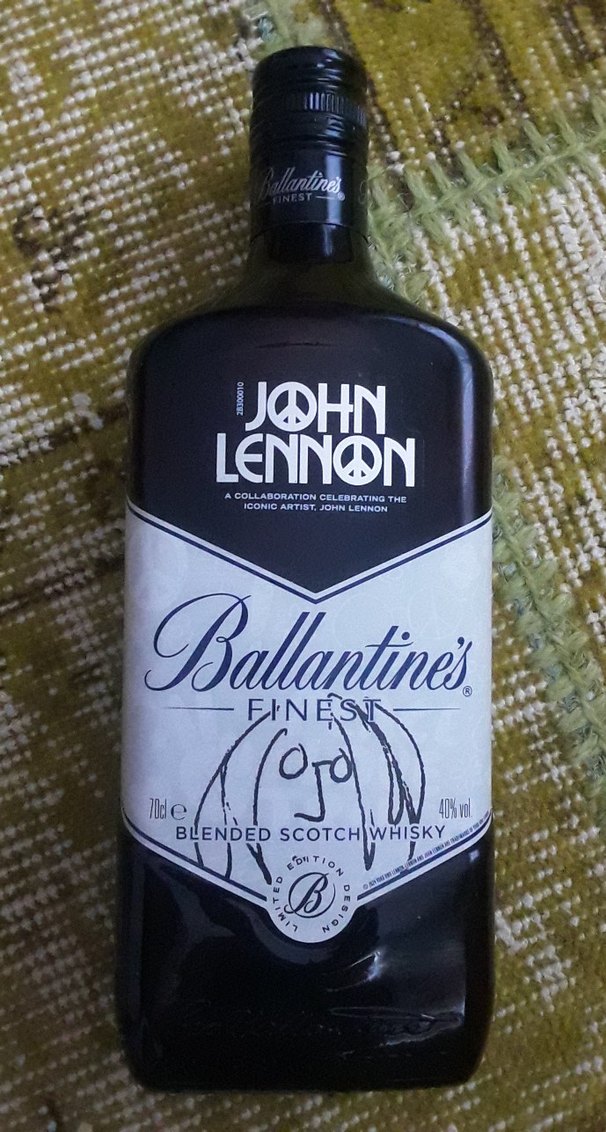 Ballantine's
FINEST
JOHN
LENNON
A COLLABORATION CELEBRATING THE
ICONIC ARTIST, JOHN LENNON
Ballantine's®
FINEST
70cl ℮ 40% vol.
BLENDED SCOTCH WHISKY
LIMITED EDITION DESIGN
B